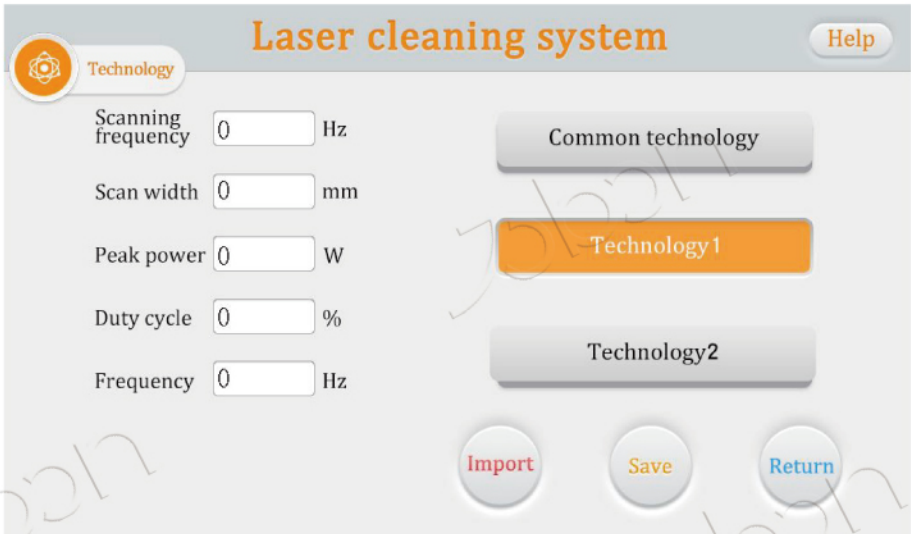 Laser cleaning system
Help
Technology
Scanning
frequency 0 Hz
Scan width 0 mm
Peak power 0 W
Duty cycle 0 %
Frequency 0 Hz
Common technology
Technology1
Technology2
Import
Save
Return